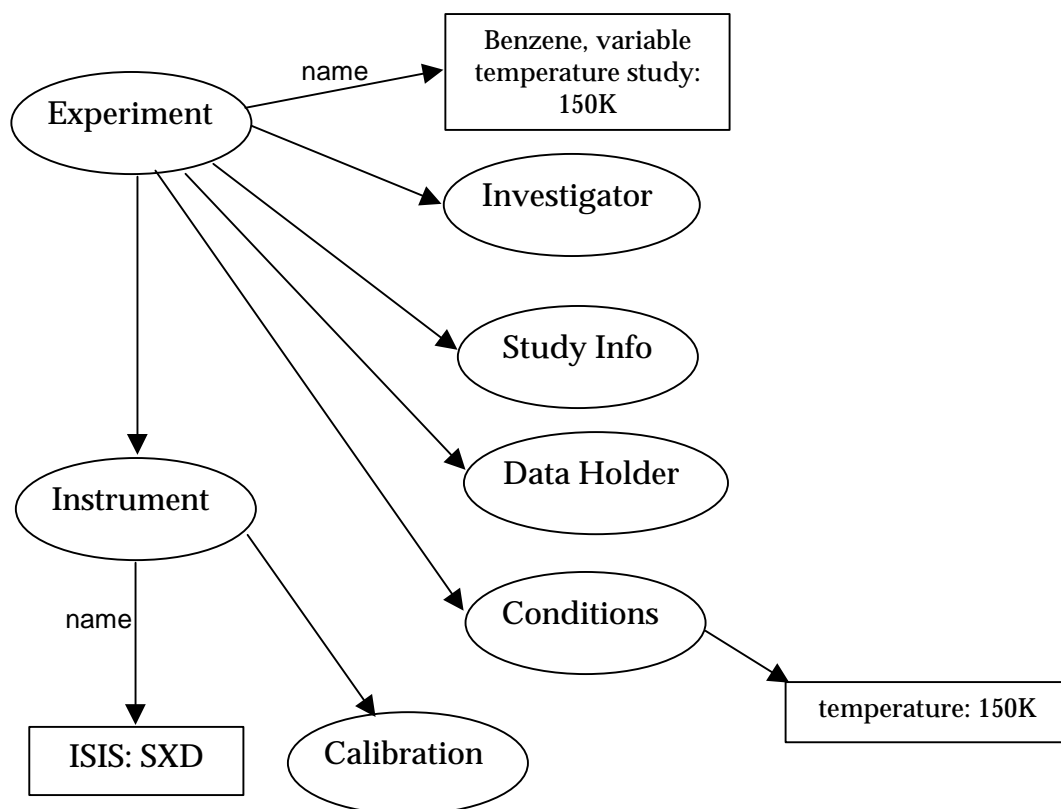 Benzene, variable
temperature study:
150K
name
Experiment
Investigator
Study Info
Data Holder
Instrument
Conditions
name
temperature: 150K
ISIS: SXD
Calibration